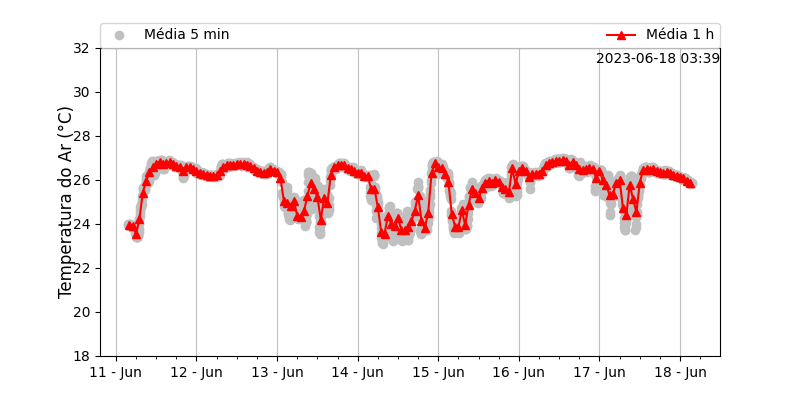 Média 5 min
Média 1 h
2023-06-18 03:39
Temperatura do Ar (°C)
32
30
28
26
24
22
20
18
11 - Jun
12 - Jun
13 - Jun
14 - Jun
15 - Jun
16 - Jun
17 - Jun
18 - Jun